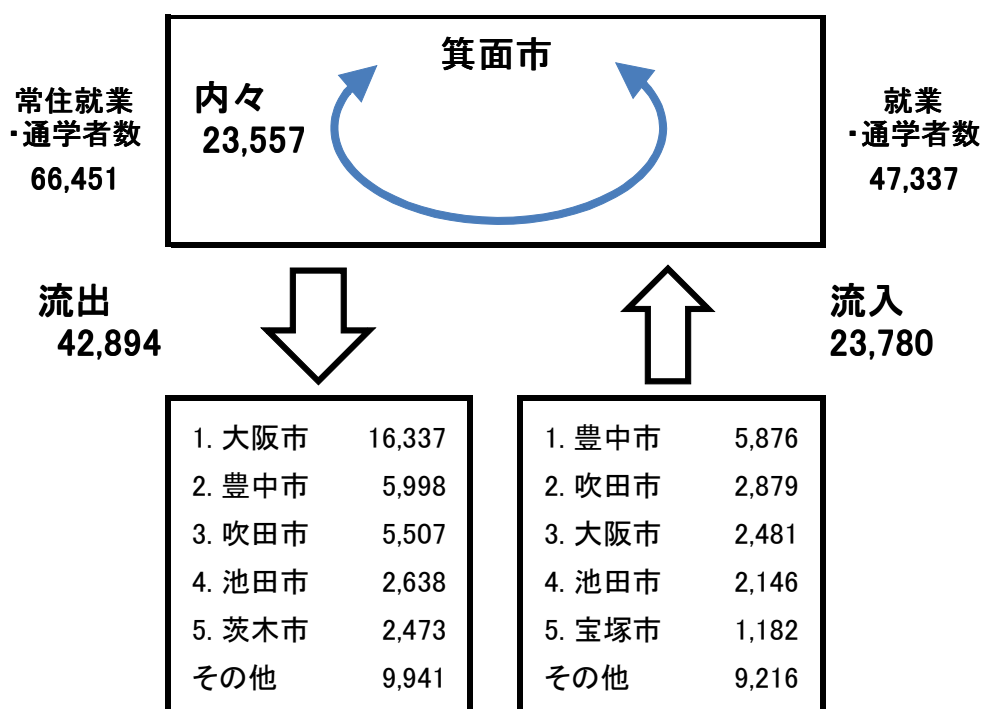 箕面市
内々
23,557
常住就業
・通学者数
66,451
就業
・通学者数
47,337
流出
42,894
流入
23,780
1. 大阪市 16,337
2. 豊中市 5,998
3. 吹田市 5,507
4. 池田市 2,638
5. 茨木市 2,473
その他 9,941
1. 豊中市 5,876
2. 吹田市 2,879
3. 大阪市 2,481
4. 池田市 2,146
5. 宝塚市 1,182
その他 9,216